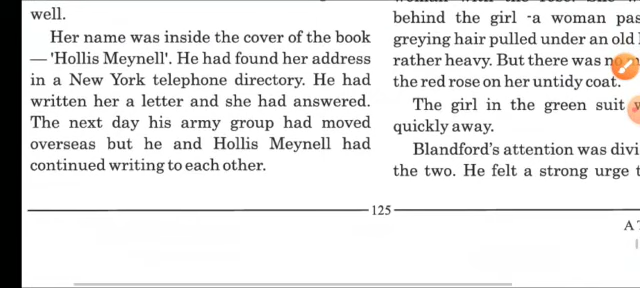 well.
Her name was inside the cover of the book
— 'Hollis Meynell'. He had found her address
in a New York telephone directory. He had
written her a letter and she had answered.
The next day his army group had moved
overseas but he and Hollis Meynell had
continued writing to each other.
behind the girl -a woman pas
greying hair pulled under an old
rather heavy. But there was
the red rose on her untidy coat.
The girl in the green suit
quickly away.
Blandford's attention was divi
the two. He felt a strong urge t
125
A